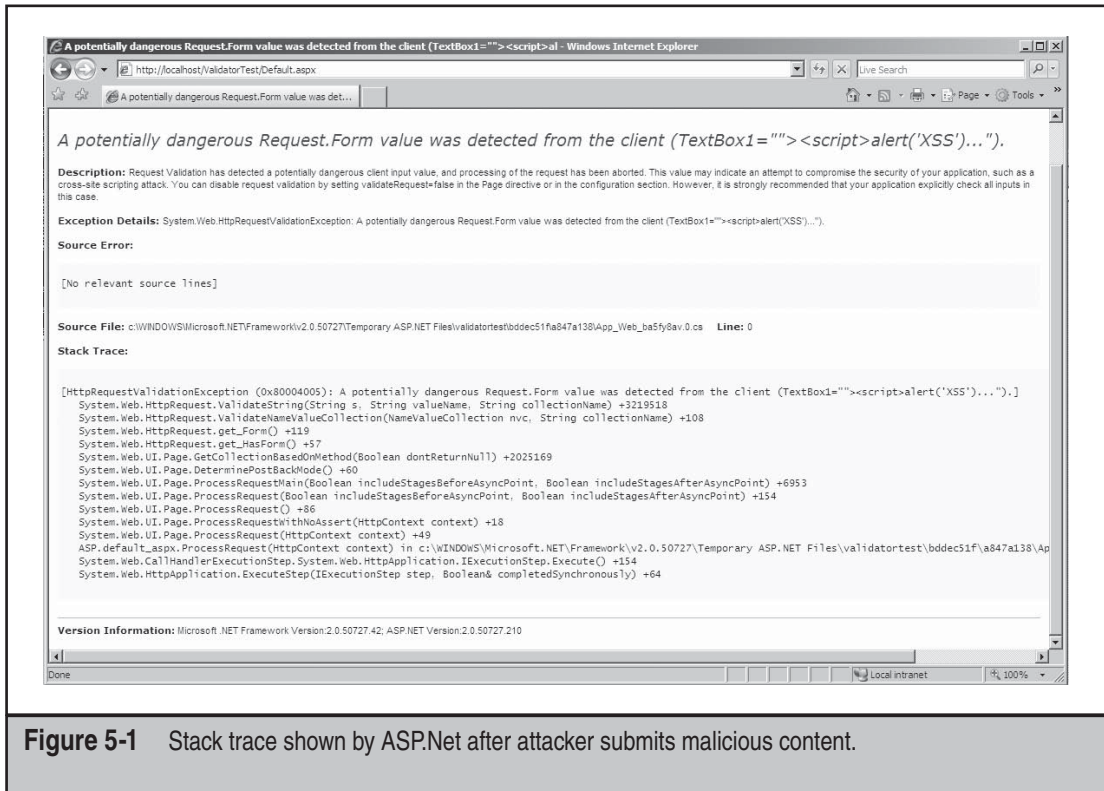 A potentially dangerous Request.Form value was detected from the client (TextBox1=""><script>al - Windows Internet Explorer
http://localhost/ValidatorTest/Default.aspx
Live Search
A potentially dangerous Request.Form value was det...
Page
Tools
A potentially dangerous Request.Form value was detected from the client (TextBox1=""><script>alert('XSS')...").
Description: Request Validation has detected a potentially dangerous client input value, and processing of the request has been aborted. This value may indicate an attempt to compromise the security of your application, such as a
cross-site scripting attack. You can disable request validation by setting validateRequest=false in the Page directive or in the configuration section. However, it is strongly recommended that your application explicitly check all inputs in
this case.
Exception Details: System.Web.HttpRequestValidationException: A potentially dangerous Request.Form value was detected from the client (TextBox1=""><script>alert('XSS')...").
Source Error:
[No relevant source lines]
Source File: c:\WINDOWS\Microsoft.NET\Framework\v2.0.50727\Temporary ASP.NET Files\validatortest\bddec51f\a847a138\App_Web_ba5fy8av.0.cs Line: 0
Stack Trace:
[HttpRequestValidationException (0x80004005): A potentially dangerous Request.Form value was detected from the client (TextBox1=""><script>alert('XSS')...").]
System.Web.HttpRequest.ValidateString(String s, String valueName, String collectionName) +3219518
System.Web.HttpRequest.ValidateNameValueCollection(NameValueCollection nvc, String collectionName) +108
System.Web.HttpRequest.get_Form() +119
System.Web.HttpRequest.get_HasForm() +57
System.Web.UI.Page.GetCollectionBasedOnMethod(Boolean dontReturnNull) +2025169
System.Web.UI.Page.DeterminePostBackMode() +60
System.Web.UI.Page.ProcessRequestMain(Boolean includeStagesBeforeAsyncPoint, Boolean includeStagesAfterAsyncPoint) +6953
System.Web.UI.Page.ProcessRequest(Boolean includeStagesBeforeAsyncPoint, Boolean includeStagesAfterAsyncPoint) +154
System.Web.UI.Page.ProcessRequest() +86
System.Web.UI.Page.ProcessRequestWithNoAssert(HttpContext context) +18
System.Web.UI.Page.ProcessRequest(HttpContext context) +49
ASP.default_aspx.ProcessRequest(HttpContext context) in c:\WINDOWS\Microsoft.NET\Framework\v2.0.50727\Temporary ASP.NET Files\validatortest\bddec51f\a847a138\Ap
System.Web.CallHandlerExecutionStep.System.Web.HttpApplication.IExecutionStep.Execute() +154
System.Web.HttpApplication.ExecuteStep(IExecutionStep step, Boolean& completedSynchronously) +64
Version Information: Microsoft .NET Framework Version:2.0.50727.42; ASP.NET Version:2.0.50727.210
Done
Local intranet
100%
Figure 5-1 Stack trace shown by ASP.Net after attacker submits malicious content.